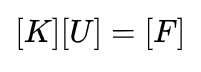 [K][U] = [F]